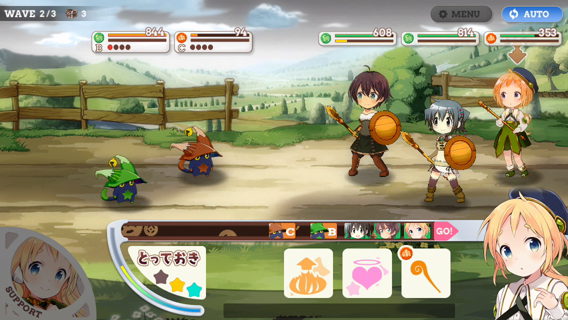 WAVE 2/3 3
MENU
AUTO
844
94
608
814
353
B
C
C
B
GO!
とっておき
SUPPORT